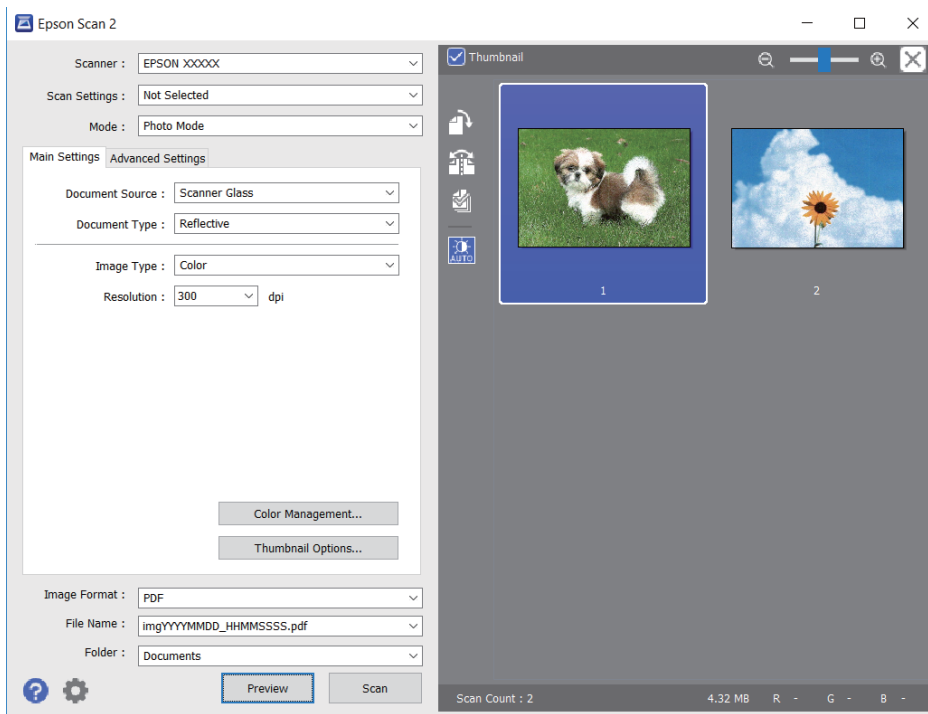 Epson Scan 2
Scanner : EPSON XXXXX
Scan Settings : Not Selected
Mode : Photo Mode
Main Settings Advanced Settings
Document Source : Scanner Glass
Document Type : Reflective
Image Type : Color
Resolution : 300 dpi
Color Management...
Thumbnail Options...
Image Format : PDF
File Name : imgYYYYMMDD_HHMMSSSS.pdf
Folder : Documents
? Preview Scan
Thumbnail
AUTO
1 2
Scan Count : 2 4.32 MB R - G - B -